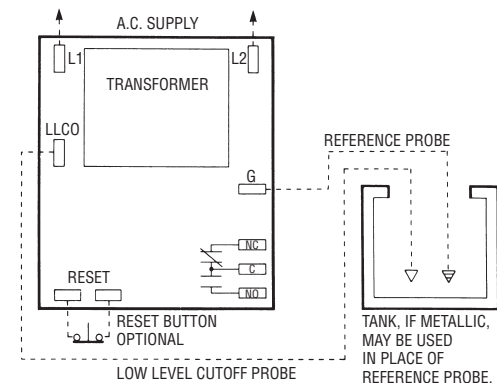 A.C. SUPPLY
L1
L2
TRANSFORMER
LLCO
REFERENCE PROBE
G
NC
C
NO
RESET
RESET BUTTON
OPTIONAL
TANK, IF METALLIC,
MAY BE USED
IN PLACE OF
REFERENCE PROBE.
LOW LEVEL CUTOFF PROBE